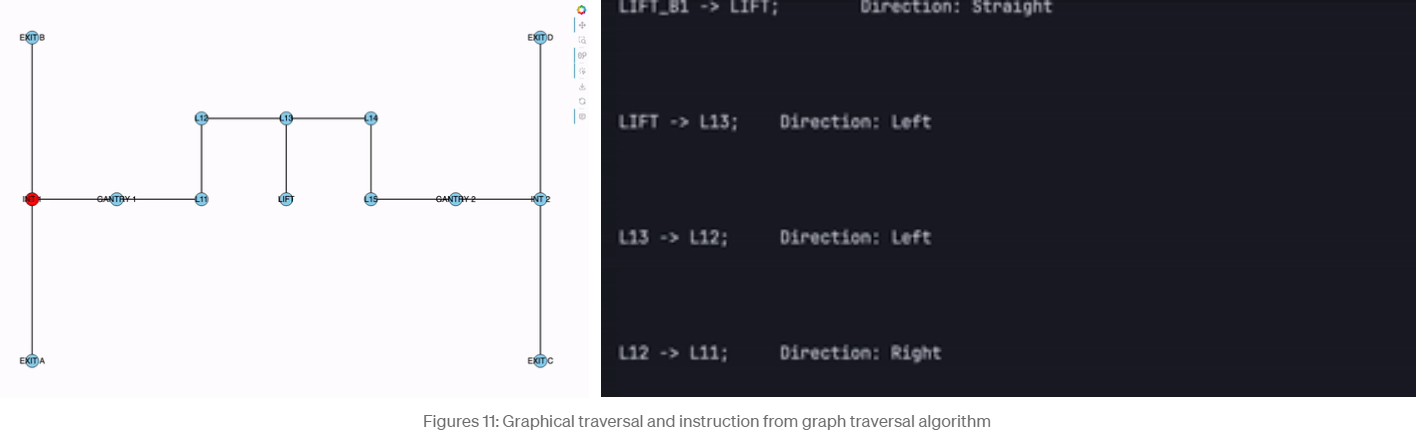 EXIT B
EXIT D
L12
L13
L14
INT 1
GANTRY 1
L11
LIFT
L15
GANTRY 2
INT 2
EXIT A
EXIT C
LIFT_B1 -> LIFT; Direction: Straight
LIFT -> L13; Direction: Left
L13 -> L12; Direction: Left
L12 -> L11; Direction: Right
Figures 11: Graphical traversal and instruction from graph traversal algorithm